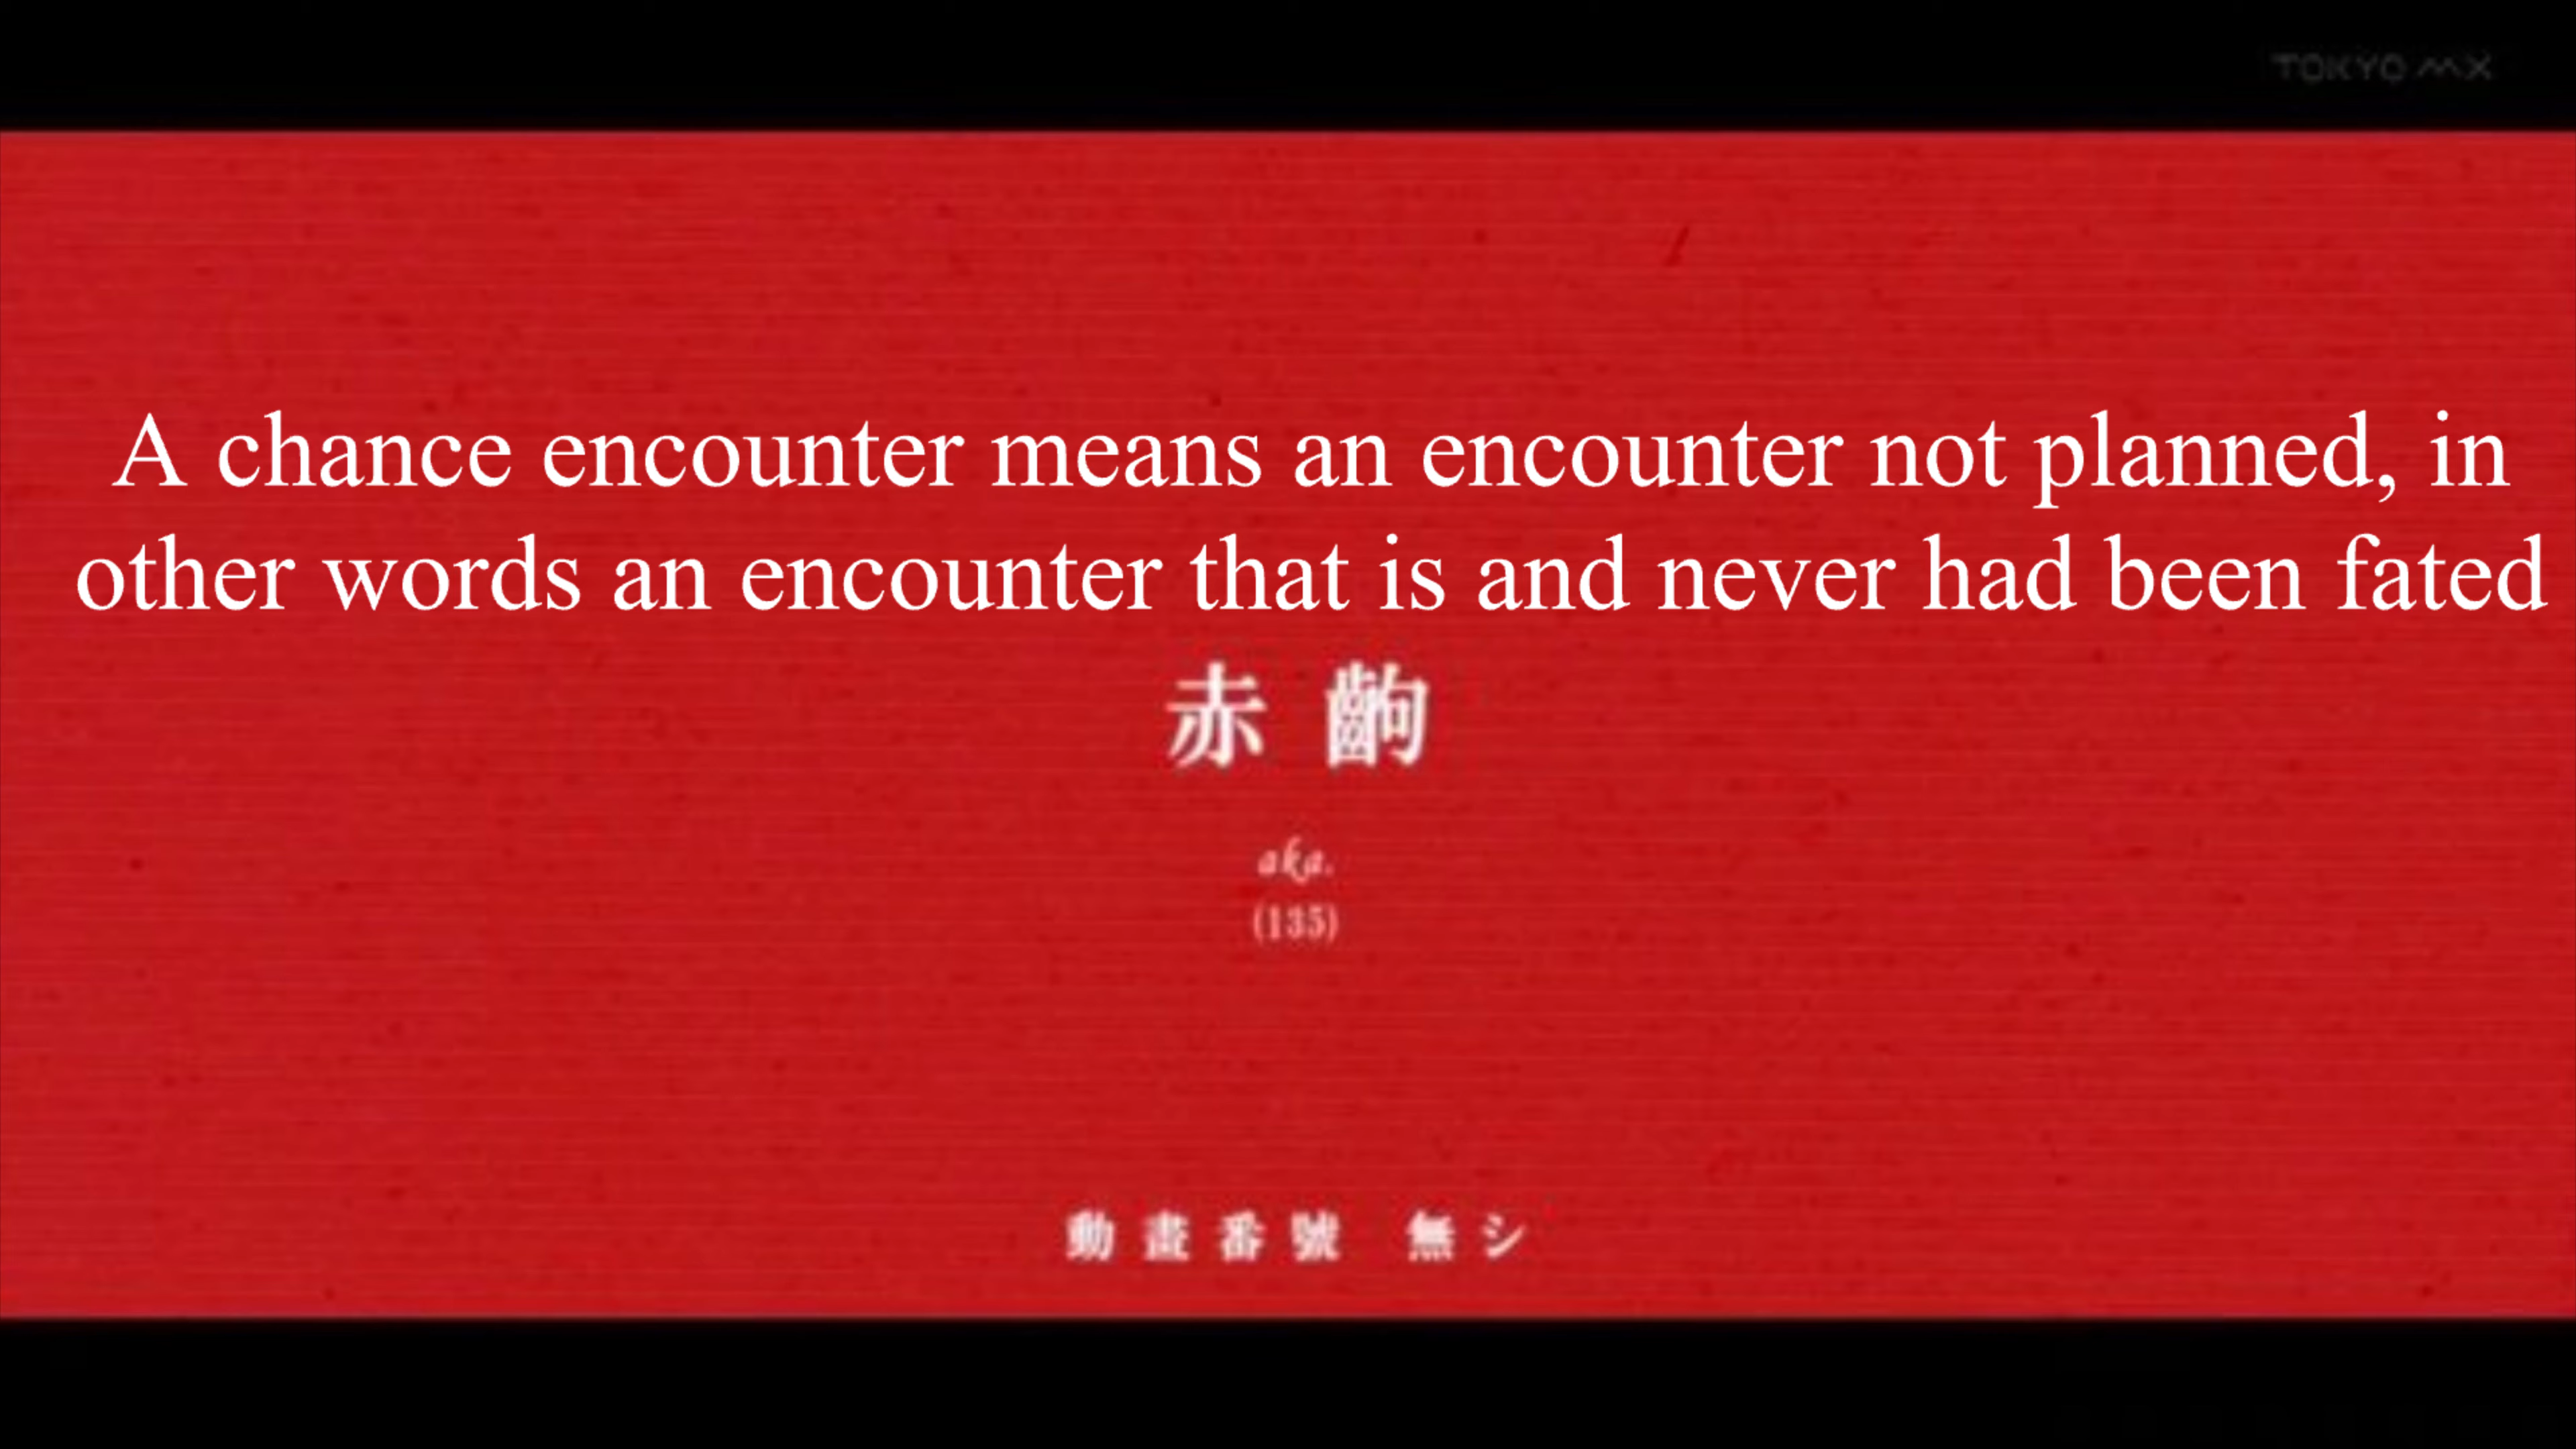 TOKYO MX
A chance encounter means an encounter not planned, in
other words an encounter that is and never had been fated
赤 齣
aka.
(135)
動畫番號 無シ